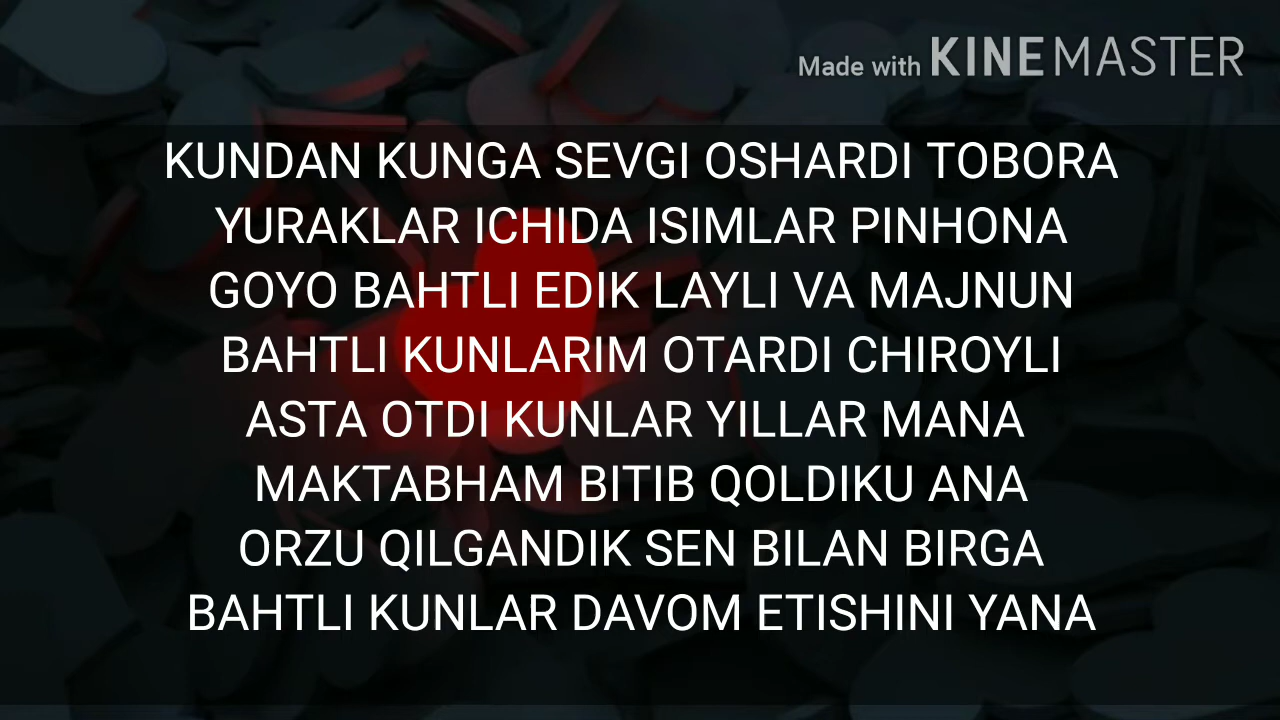 Made with KINEMASTER
KUNDAN KUNGA SEVGI OSHARDI TOBORA
YURAKLAR ICHIDA ISIMLAR PINHONA
GOYO BAHTLI EDIK LAYLI VA MAJNUN
BAHTLI KUNLARIM OTARDI CHIROYLI
ASTA OTDI KUNLAR YILLAR MANA
MAKTABHAM BITIB QOLDIKU ANA
ORZU QILGANDIK SEN BILAN BIRGA
BAHTLI KUNLAR DAVOM ETISHINI YANA